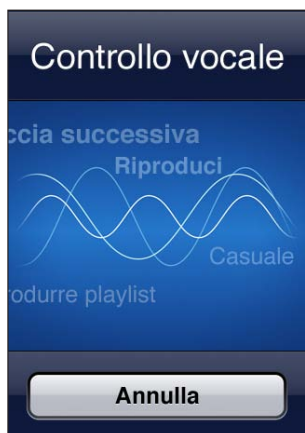 Controllo vocale
ccia successiva
Riproduci
Casuale
rodurre playlist
Annulla